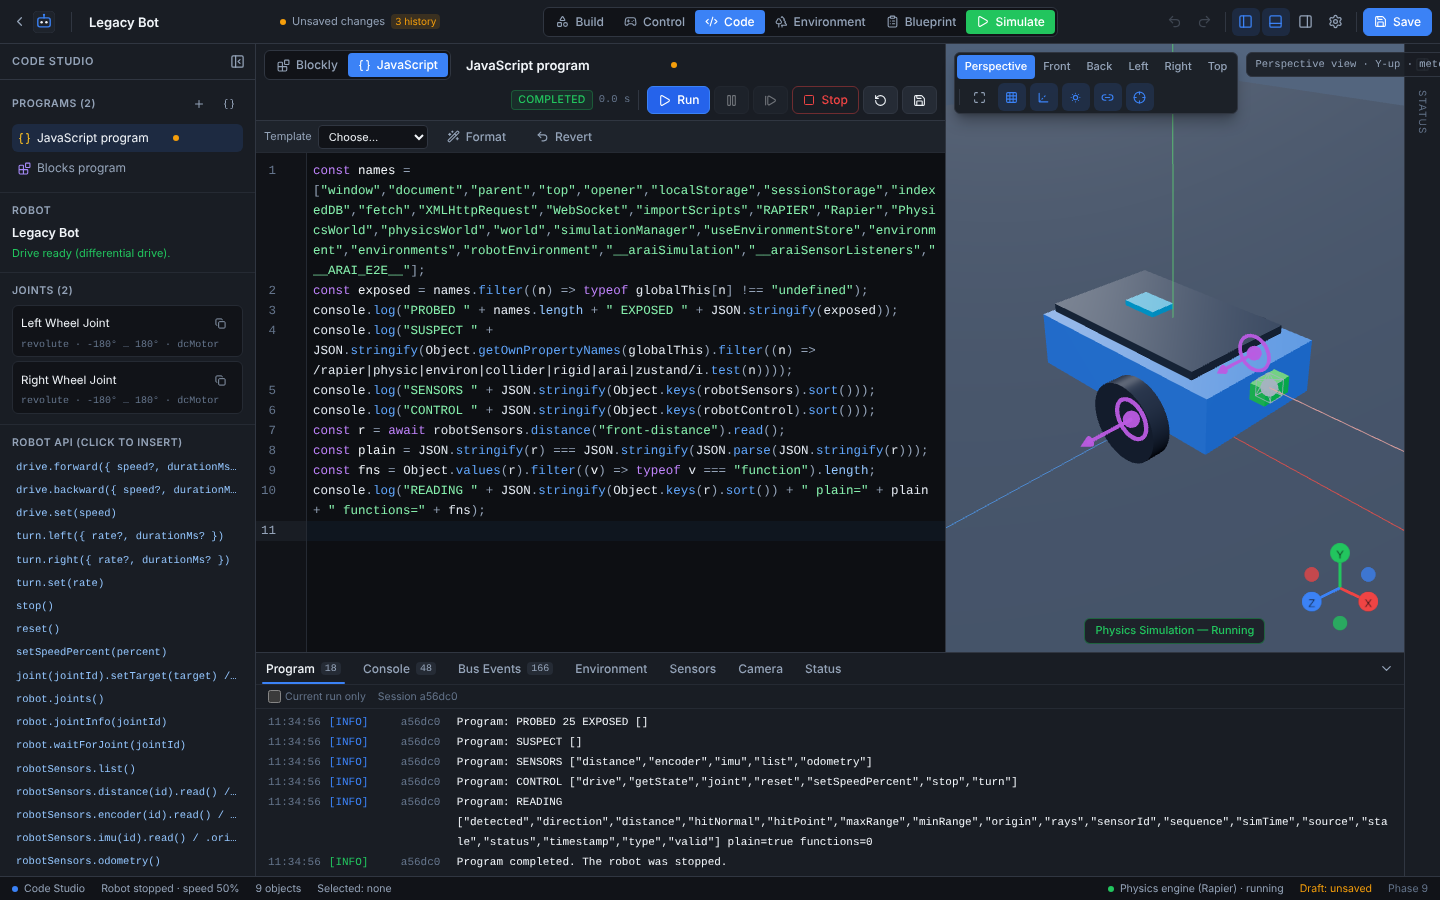 Legacy Bot
Unsaved changes 3 history
Build Control Code Environment Blueprint Simulate
Save
CODE STUDIO
PROGRAMS (2)
JavaScript program
Blocks program
ROBOT
Legacy Bot
Drive ready (differential drive).
JOINTS (2)
Left Wheel Joint
revolute · -180° … 180° · dcMotor
Right Wheel Joint
revolute · -180° … 180° · dcMotor
ROBOT API (CLICK TO INSERT)
drive.forward({ speed?, durationMs…
drive.backward({ speed?, durationM…
drive.set(speed)
turn.left({ rate?, durationMs? })
turn.right({ rate?, durationMs? })
turn.set(rate)
stop()
reset()
setSpeedPercent(percent)
joint(jointId).setTarget(target) /…
robot.joints()
robot.jointInfo(jointId)
robot.waitForJoint(jointId)
robotSensors.list()
robotSensors.distance(id).read() /…
robotSensors.encoder(id).read() / …
robotSensors.imu(id).read() / .ori…
robotSensors.odometry()
Blockly {} JavaScript JavaScript program
COMPLETED 0.0 s Run Stop
Template Choose... Format Revert
1 const names =
["window","document","parent","top","opener","localStorage","sessionStorage","index
edDB","fetch","XMLHttpRequest","WebSocket","importScripts","RAPIER","Rapier","Physi
csWorld","physicsWorld","world","simulationManager","useEnvironmentStore","environm
ent","environments","robotEnvironment","__araiSimulation","__araiSensorListeners","
__ARAI_E2E__"];
2 const exposed = names.filter((n) => typeof globalThis[n] !== "undefined");
3 console.log("PROBED " + names.length + " EXPOSED " + JSON.stringify(exposed));
4 console.log("SUSPECT " +
JSON.stringify(Object.getOwnPropertyNames(globalThis).filter((n) =>
/rapier|physic|environ|collider|rigid|arai|zustand/i.test(n))));
5 console.log("SENSORS " + JSON.stringify(Object.keys(robotSensors).sort()));
6 console.log("CONTROL " + JSON.stringify(Object.keys(robotControl).sort()));
7 const r = await robotSensors.distance("front-distance").read();
8 const plain = JSON.stringify(r) === JSON.stringify(JSON.parse(JSON.stringify(r)));
9 const fns = Object.values(r).filter((v) => typeof v === "function").length;
10 console.log("READING " + JSON.stringify(Object.keys(r).sort()) + " plain=" + plain
+ " functions=" + fns);
11
Perspective Front Back Left Right Top
Perspective view · Y-up · mete
STATUS
Y
Z
X
Physics Simulation — Running
Program 18 Console 48 Bus Events 166 Environment Sensors Camera Status
Current run only Session a56dc0
11:34:56 [INFO] a56dc0 Program: PROBED 25 EXPOSED []
11:34:56 [INFO] a56dc0 Program: SUSPECT []
11:34:56 [INFO] a56dc0 Program: SENSORS ["distance","encoder","imu","list","odometry"]
11:34:56 [INFO] a56dc0 Program: CONTROL ["drive","getState","joint","reset","setSpeedPercent","stop","turn"]
11:34:56 [INFO] a56dc0 Program: READING
["detected","direction","distance","hitNormal","hitPoint","maxRange","minRange","origin","rays","sensorId","sequence","simTime","source","sta
le","status","timestamp","type","valid"] plain=true functions=0
11:34:56 [INFO] a56dc0 Program completed. The robot was stopped.
Code Studio Robot stopped · speed 50% 9 objects Selected: none
Physics engine (Rapier) · running Draft: unsaved Phase 9